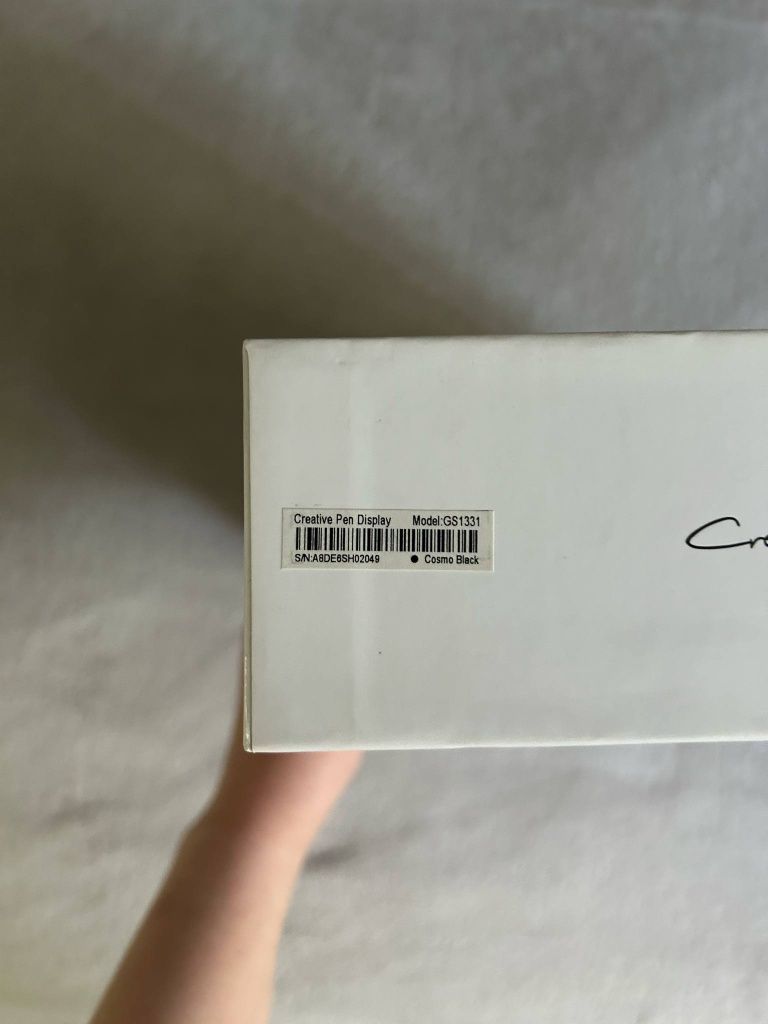 Creative Pen Display Model:GS1331
S/N:A8DE6SH02049 ● Cosmo Black